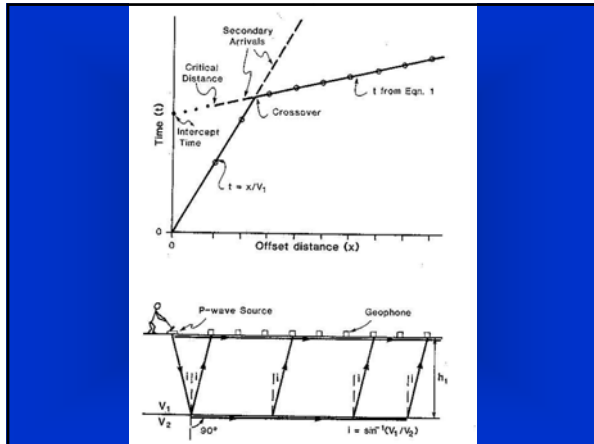 Secondary
Arrivals
Critical
Distance
t from Eqn. 1
Crossover
Intercept
Time
Time (t)
t = x/V₁
0
0
Offset distance (x)
P-wave Source
Geophone
i
i
i
i
i
h₁
V₁
V₂
90°
i = sin⁻¹(V₁/V₂)